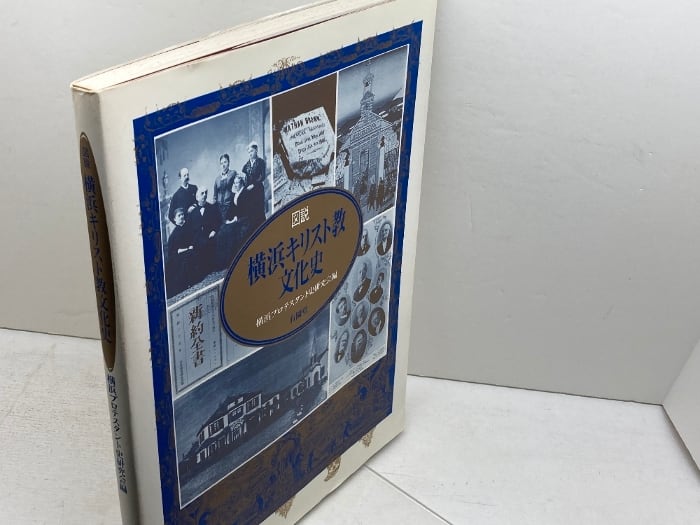 図説
横浜キリスト教文化史
横浜プロテスタント史研究会編
図説
横浜キリスト教
文化史
横浜プロテスタント史研究会編
有隣堂
NATHAN BROWN
新約全書